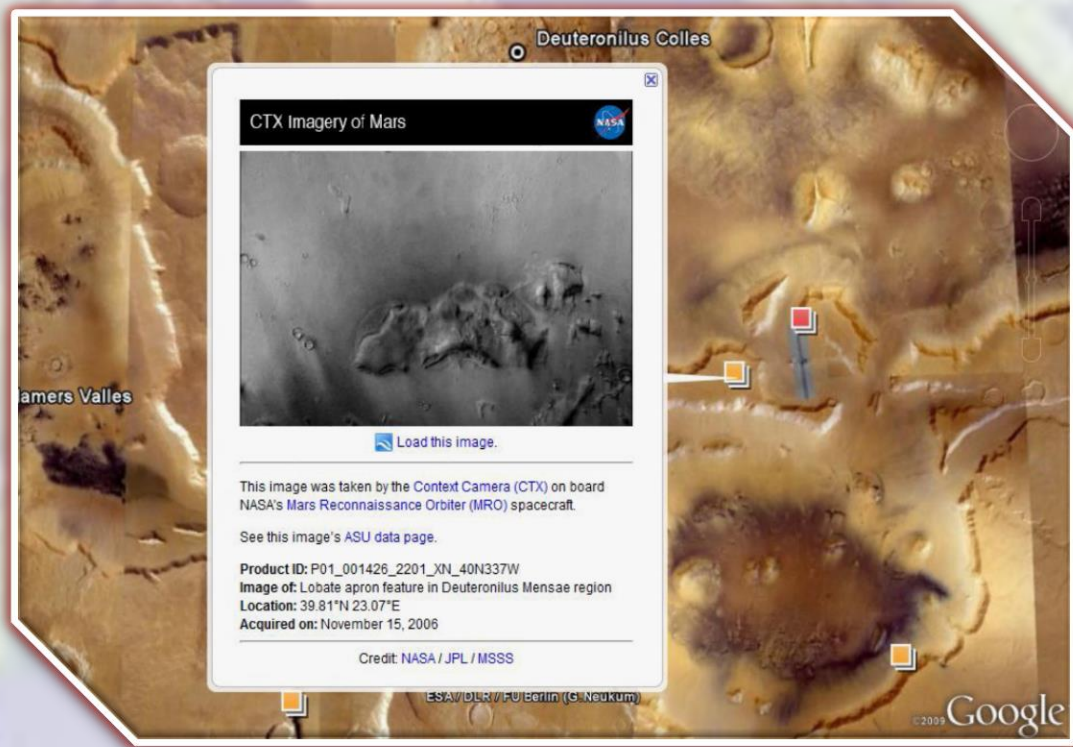 Deuteronilus Colles
CTX Imagery of Mars
NASA
Load this image.
This image was taken by the Context Camera (CTX) on board
NASA's Mars Reconnaissance Orbiter (MRO) spacecraft.
See this image's ASU data page.
Product ID: P01_001426_2201_XN_40N337W
Image of: Lobate apron feature in Deuteronilus Mensae region
Location: 39.81°N 23.07°E
Acquired on: November 15, 2006
Credit: NASA / JPL / MSSS
amers Valles
ESA / DLR / FU Berlin (G. Neukum)
©2009 Google